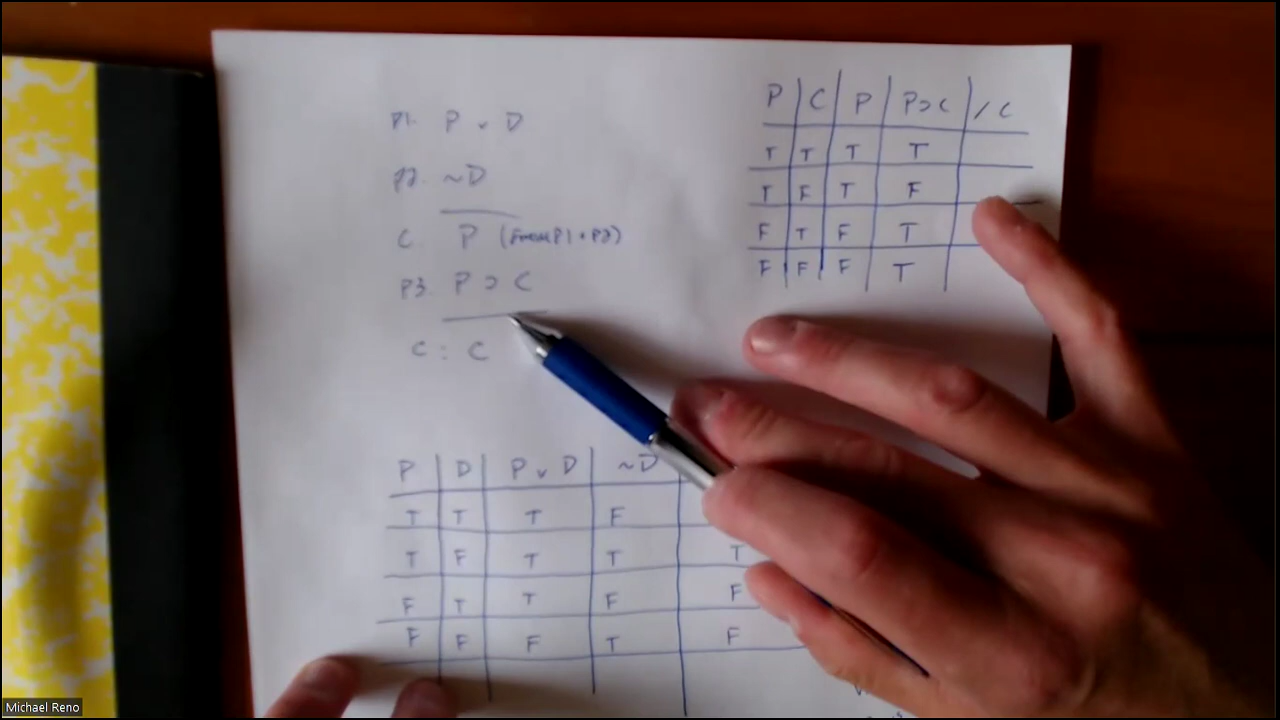 P1. P v D
P2. ~D
C. P (From P1 + P2)
P3. P ⊃ C
C: C
P C P P⊃C / C
T T T T
T F T F
F T F T
F F F T
P D P v D ~D
T T T F
T F T T T
F T T F F
F F F T F
Michael Reno